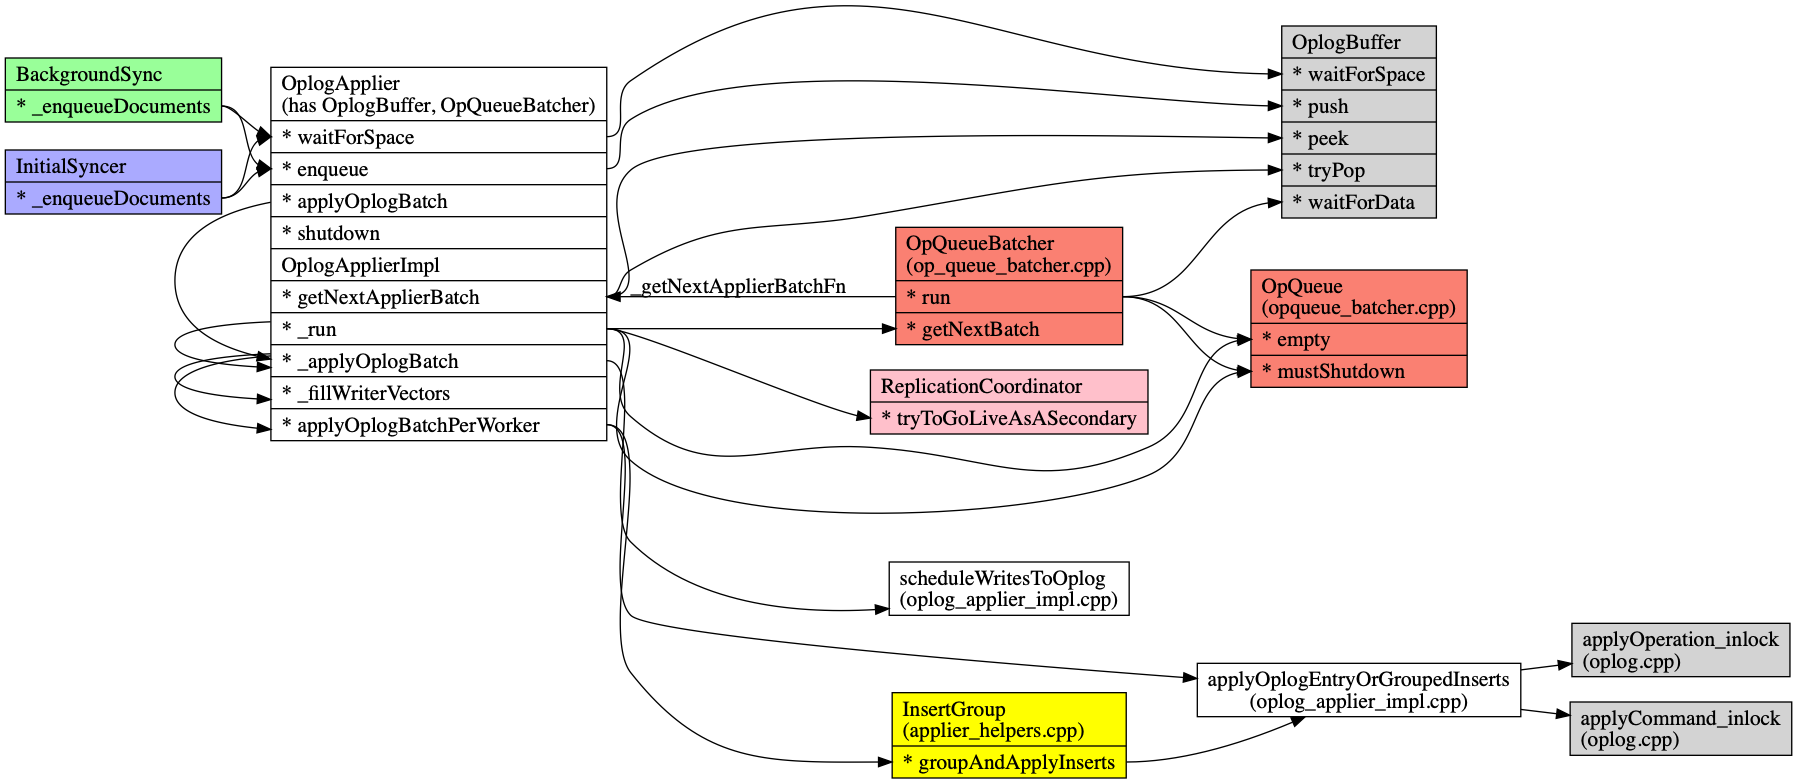 BackgroundSync
* _enqueueDocuments
InitialSyncer
* _enqueueDocuments
OplogApplier
(has OplogBuffer, OpQueueBatcher)
* waitForSpace
* enqueue
* applyOplogBatch
* shutdown
OplogApplierImpl
* getNextApplierBatch
* _run
* _applyOplogBatch
* _fillWriterVectors
* applyOplogBatchPerWorker
_getNextApplierBatchFn
OpQueueBatcher
(op_queue_batcher.cpp)
* run
* getNextBatch
ReplicationCoordinator
* tryToGoLiveAsASecondary
OplogBuffer
* waitForSpace
* push
* peek
* tryPop
* waitForData
OpQueue
(opqueue_batcher.cpp)
* empty
* mustShutdown
scheduleWritesToOplog
(oplog_applier_impl.cpp)
InsertGroup
(applier_helpers.cpp)
* groupAndApplyInserts
applyOplogEntryOrGroupedInserts
(oplog_applier_impl.cpp)
applyOperation_inlock
(oplog.cpp)
applyCommand_inlock
(oplog.cpp)